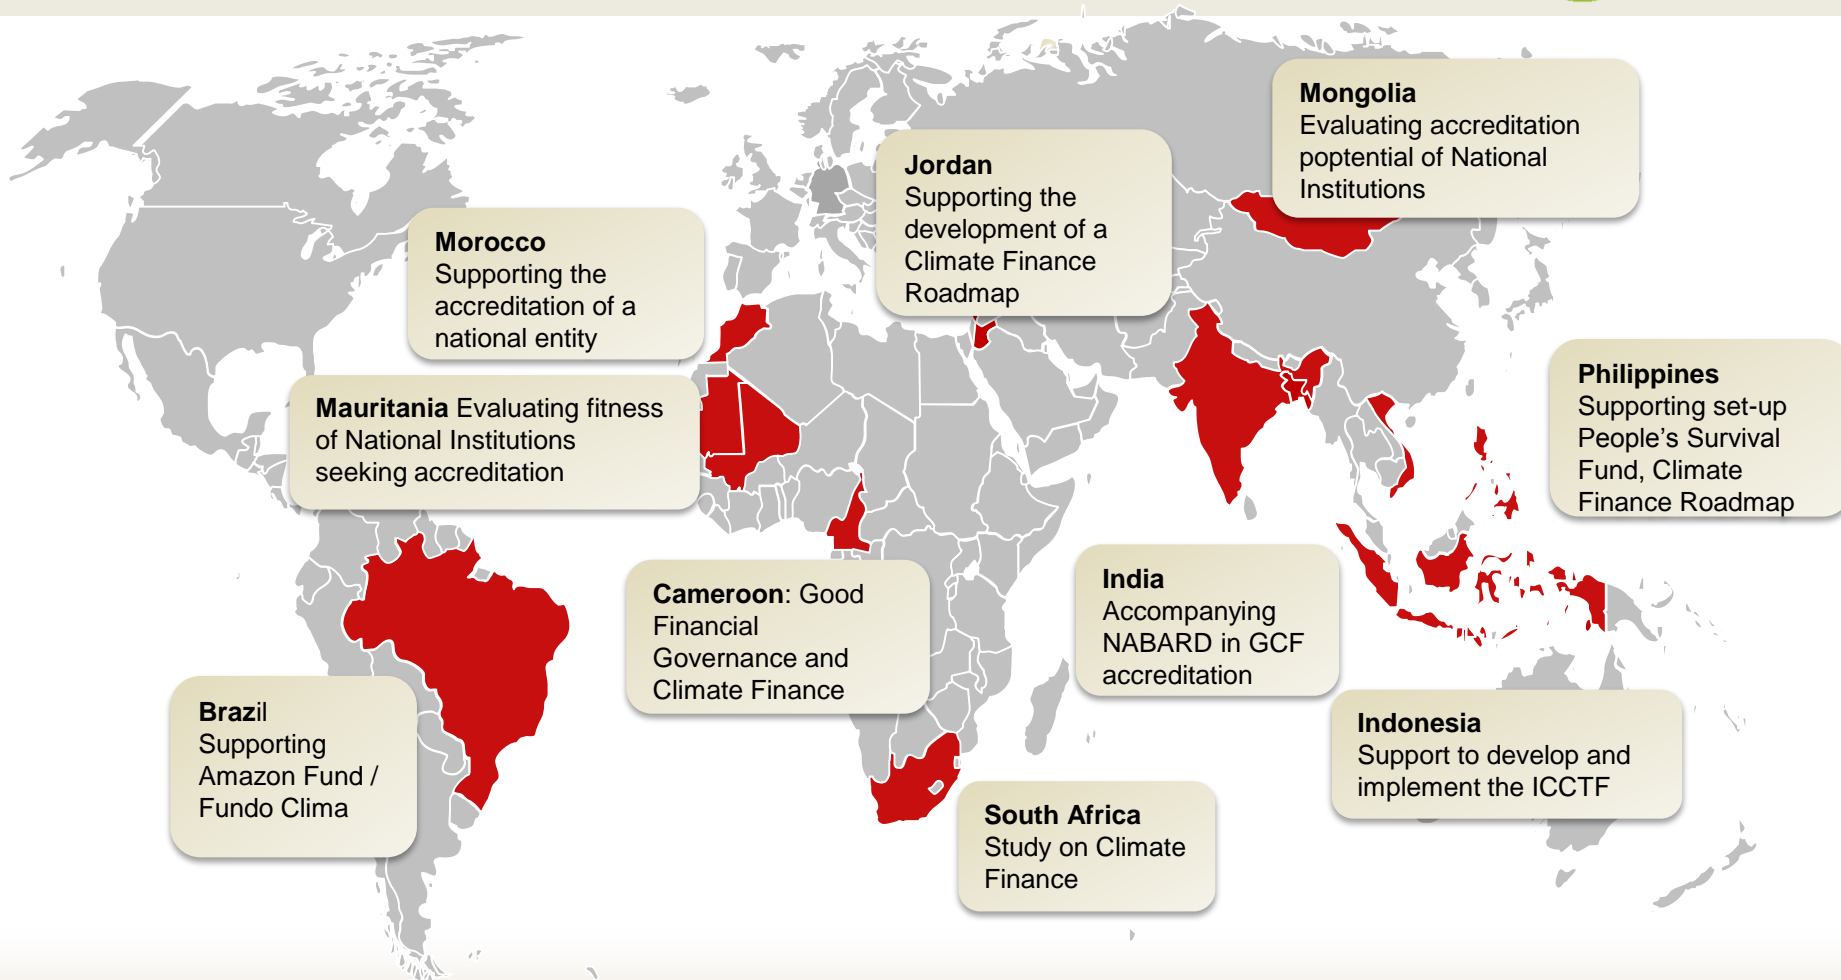 Mongolia
Evaluating accreditation
poptential of National
Institutions
Jordan
Supporting the
development of a
Climate Finance
Roadmap
Morocco
Supporting the
accreditation of a
national entity
Philippines
Supporting set-up
People’s Survival
Fund, Climate
Finance Roadmap
Mauritania Evaluating fitness
of National Institutions
seeking accreditation
Cameroon: Good
Financial
Governance and
Climate Finance
India
Accompanying
NABARD in GCF
accreditation
Brazil
Supporting
Amazon Fund /
Fundo Clima
Indonesia
Support to develop and
implement the ICCTF
South Africa
Study on Climate
Finance